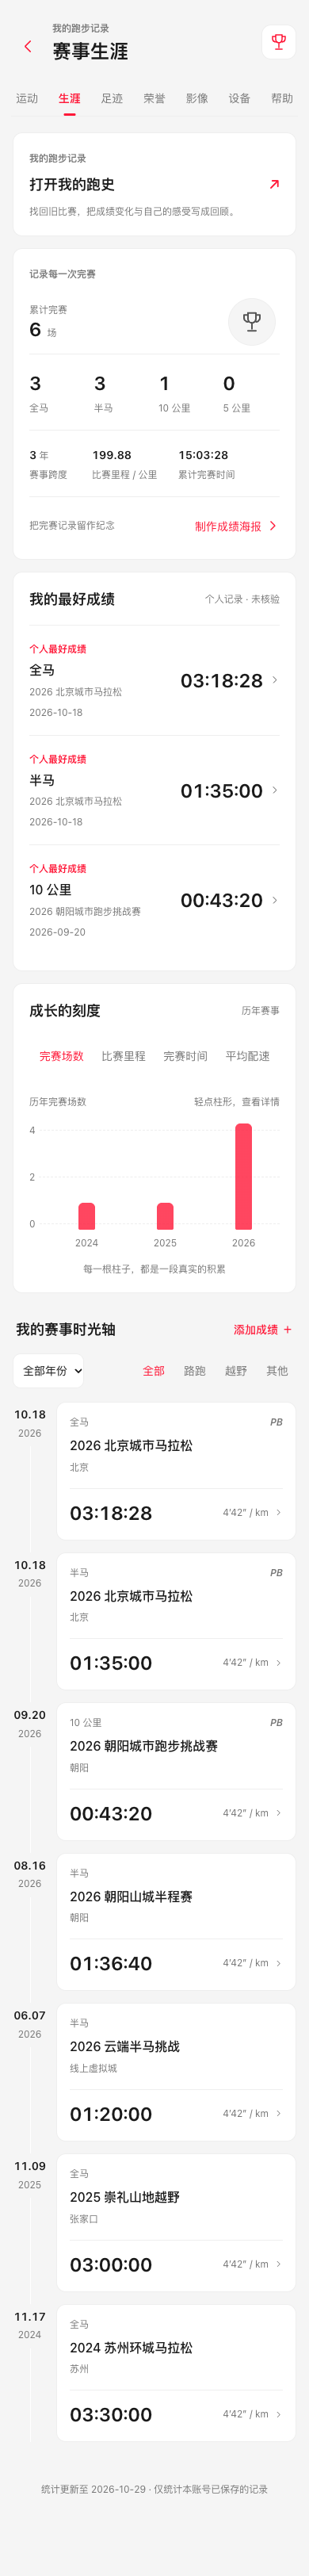 我的跑步记录
赛事生涯
运动 生涯 足迹 荣誉 影像 设备 帮助
我的跑步记录
打开我的跑史
找回旧比赛，把成绩变化与自己的感受写成回顾。
记录每一次完赛
累计完赛
6 场
3 3 1 0
全马 半马 10 公里 5 公里
3 年 199.88 15:03:28
赛事跨度 比赛里程 / 公里 累计完赛时间
把完赛记录留作纪念 制作成绩海报
我的最好成绩 个人记录 · 未核验
个人最好成绩
全马
2026 北京城市马拉松
2026-10-18
03:18:28
个人最好成绩
半马
2026 北京城市马拉松
2026-10-18
01:35:00
个人最好成绩
10 公里
2026 朝阳城市跑步挑战赛
2026-09-20
00:43:20
成长的刻度 历年赛事
完赛场数 比赛里程 完赛时间 平均配速
历年完赛场数 轻点柱形，查看详情
4
2
0
2024 2025 2026
每一根柱子，都是一段真实的积累
我的赛事时光轴 添加成绩 +
全部年份 全部 路跑 越野 其他
10.18
2026
全马 PB
2026 北京城市马拉松
北京
03:18:28 4'42" / km
10.18
2026
半马 PB
2026 北京城市马拉松
北京
01:35:00 4'42" / km
09.20
2026
10 公里 PB
2026 朝阳城市跑步挑战赛
朝阳
00:43:20 4'42" / km
08.16
2026
半马
2026 朝阳山城半程赛
朝阳
01:36:40 4'42" / km
06.07
2026
半马
2026 云端半马挑战
线上虚拟城
01:20:00 4'42" / km
11.09
2025
全马
2025 崇礼山地越野
张家口
03:00:00 4'42" / km
11.17
2024
全马
2024 苏州环城马拉松
苏州
03:30:00 4'42" / km
统计更新至 2026-10-29 · 仅统计本账号已保存的记录